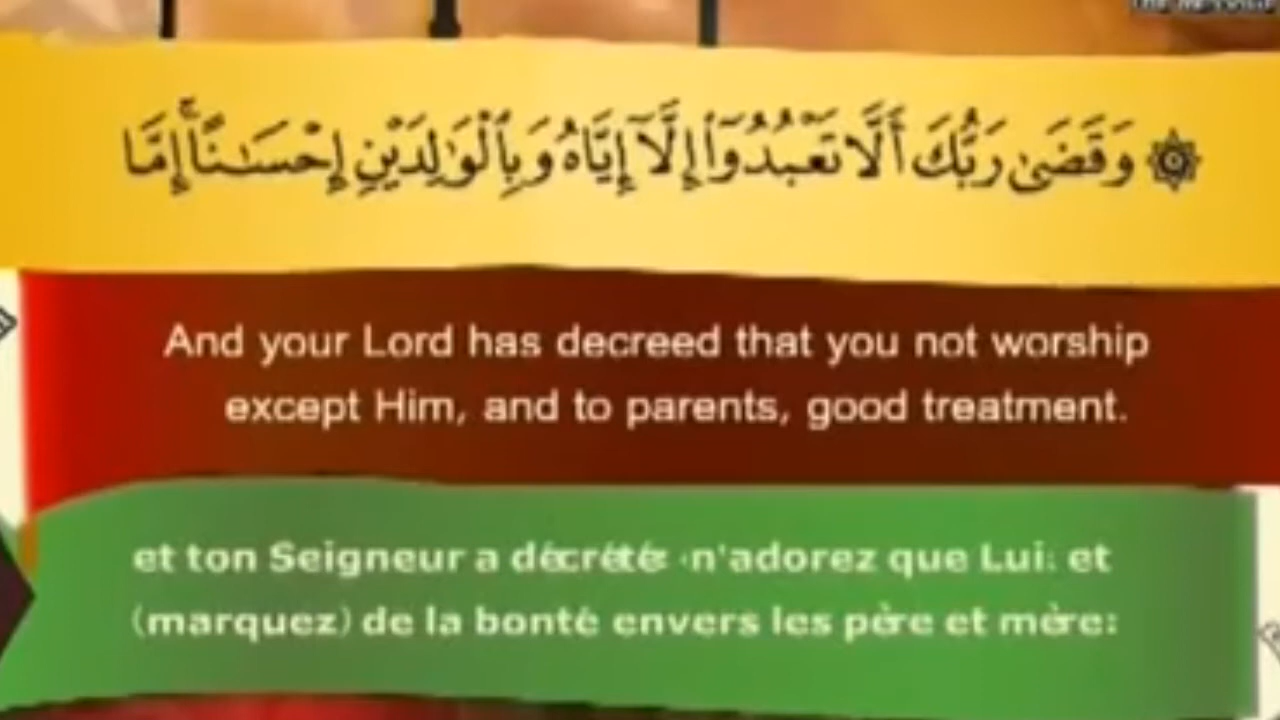 ۞ وَقَضَىٰ رَبُّكَ أَلَّا تَعْبُدُوٓا۟ إِلَّآ إِيَّاهُ وَبِٱلْوَٰلِدَيْنِ إِحْسَـٰنًا ۚ إِمَّا
And your Lord has decreed that you not worship
except Him, and to parents, good treatment.
et ton Seigneur a décrété: «n'adorez que Lui: et
(marquez) de la bonté envers les père et mère: